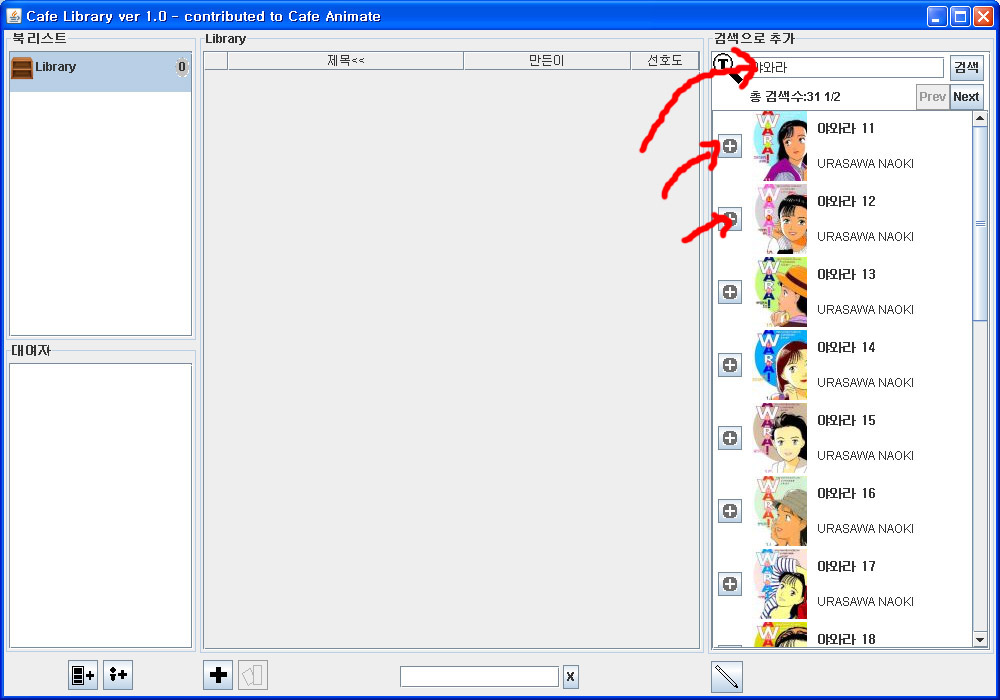 Cafe Library ver 1.0 - contributed to Cafe Animate
북 리스트
Library 0
대여자
Library
제목<< 만든이 선호도
x
검색으로 추가
야와라 검색
총 검색수:31 1/2 Prev Next
야와라 11
URASAWA NAOKI
야와라 12
URASAWA NAOKI
야와라 13
URASAWA NAOKI
야와라 14
URASAWA NAOKI
야와라 15
URASAWA NAOKI
야와라 16
URASAWA NAOKI
야와라 17
URASAWA NAOKI
야와라 18